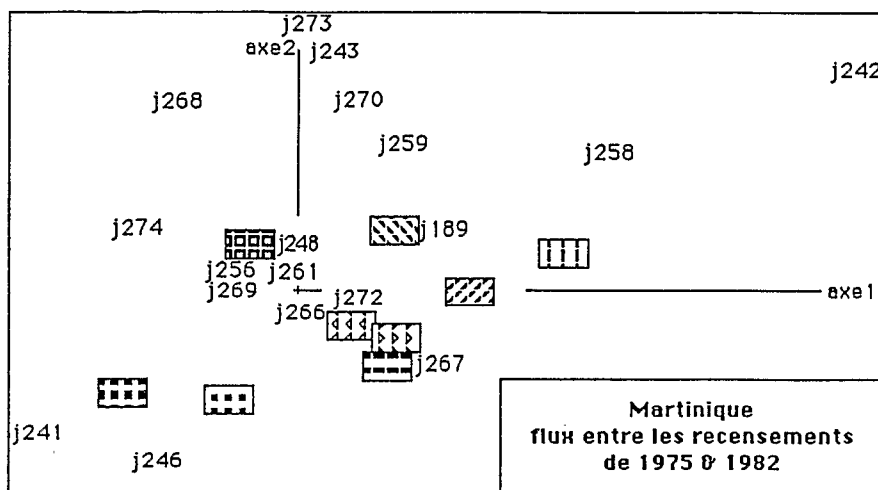 j273
axe2 j243
j242
j268 j270
j259 j258
j274 j189
j248
j256 j261
j269 axe1
j266 j272
j267
j241
j246
Martinique
flux entre les recensements
de 1975 & 1982